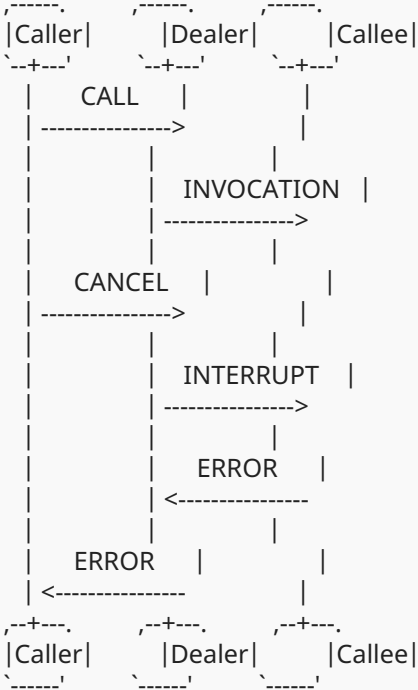 ,------.          ,------.          ,------.
|Caller|          |Dealer|          |Callee|
`--+---'          `--+---'          `--+---'
   |       CALL      |                 |
   | ---------------->                 |
   |                 |                 |
   |                 |    INVOCATION   |
   |                 | ---------------->
   |                 |                 |
   |      CANCEL     |                 |
   | ---------------->                 |
   |                 |                 |
   |                 |    INTERRUPT    |
   |                 | ---------------->
   |                 |                 |
   |                 |      ERROR      |
   |                 | <----------------
   |                 |                 |
   |      ERROR      |                 |
   | <----------------                 |
,--+---.          ,--+---.          ,--+---.
|Caller|          |Dealer|          |Callee|
`------'          `------'          `------'